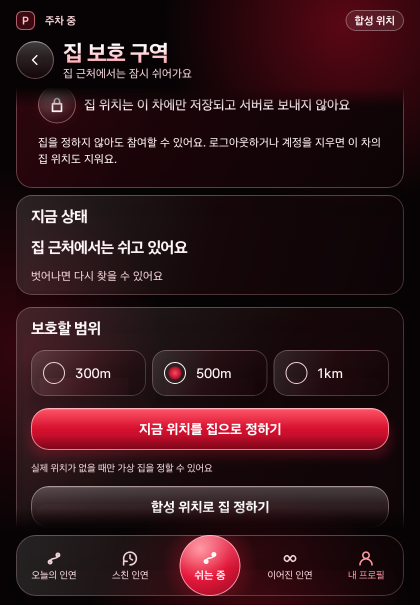 P 주차 중 합성 위치
집 보호 구역
집 근처에서는 잠시 쉬어가요
집 위치는 이 차에만 저장되고 서버로 보내지 않아요
집을 정하지 않아도 참여할 수 있어요. 로그아웃하거나 계정을 지우면 이 차의
집 위치도 지워요.
지금 상태
집 근처에서는 쉬고 있어요
벗어나면 다시 찾을 수 있어요
보호할 범위
300m 500m 1km
지금 위치를 집으로 정하기
실제 위치가 없을 때만 가상 집을 정할 수 있어요
합성 위치로 집 정하기
오늘의 인연 스친 인연 쉬는 중 이어진 인연 내 프로필